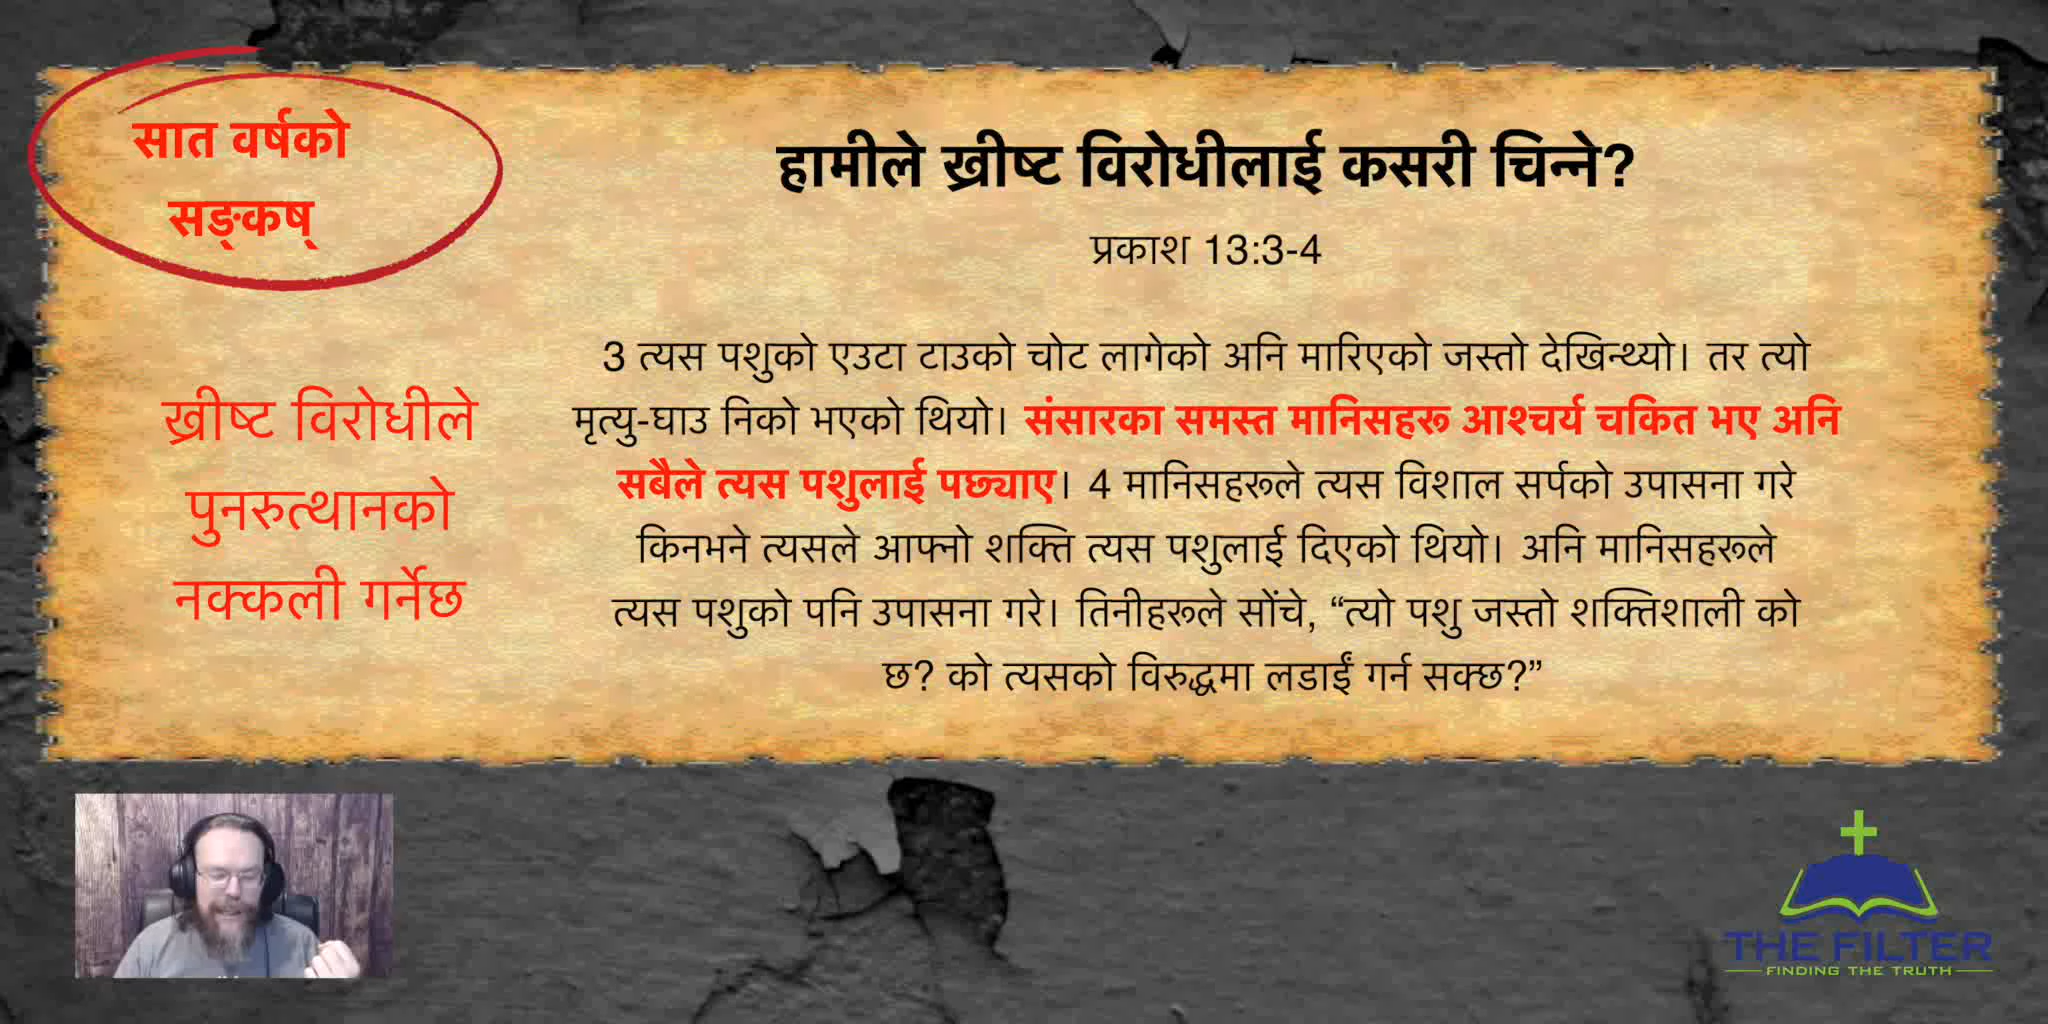 सात वर्षको
सङ्कष्
ख्रीष्ट विरोधीले
पुनरुत्थानको
नक्कली गर्नेछ
हामीले ख्रीष्ट विरोधीलाई कसरी चिन्ने?
प्रकाश 13:3-4
3 त्यस पशुको एउटा टाउको चोट लागेको अनि मारिएको जस्तो देखिन्थ्यो। तर त्यो
मृत्यु-घाउ निको भएको थियो। संसारका समस्त मानिसहरू आश्चर्य चकित भए अनि
सबैले त्यस पशुलाई पछ्याए। 4 मानिसहरूले त्यस विशाल सर्पको उपासना गरे
किनभने त्यसले आफ्नो शक्ति त्यस पशुलाई दिएको थियो। अनि मानिसहरूले
त्यस पशुको पनि उपासना गरे। तिनीहरूले सोंचे, “त्यो पशु जस्तो शक्तिशाली को
छ? को त्यसको विरुद्धमा लडाईं गर्न सक्छ?”
THE FILTER
FINDING THE TRUTH